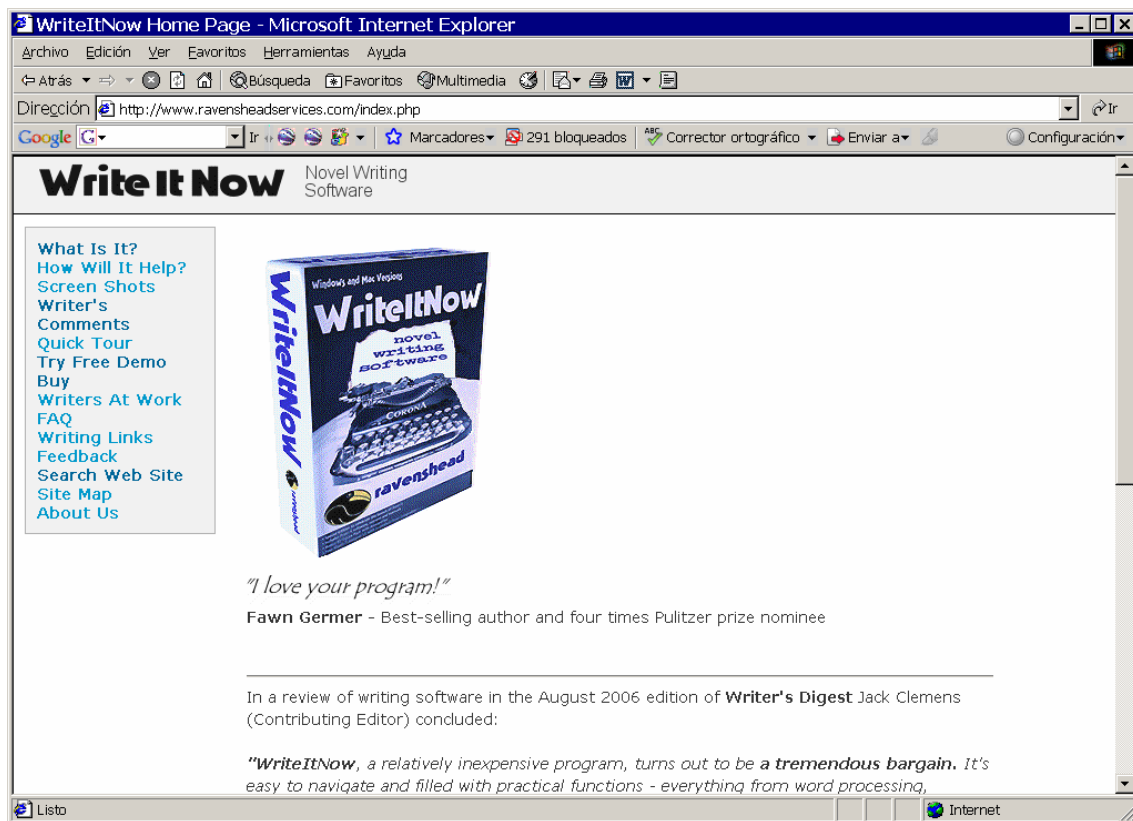 WriteItNow Home Page - Microsoft Internet Explorer
Archivo Edición Ver Favoritos Herramientas Ayuda
Atrás Búsqueda Favoritos Multimedia
Dirección http://www.ravensheadservices.com/index.php Ir
Google Ir Marcadores 291 bloqueados Corrector ortográfico Enviar a Configuración
Write It Now Novel Writing
Software
What Is It?
How Will It Help?
Screen Shots
Writer's
Comments
Quick Tour
Try Free Demo
Buy
Writers At Work
FAQ
Writing Links
Feedback
Search Web Site
Site Map
About Us
WriteItNow
ravenshead
Windows and Mac Versions
WriteItNow
novel
writing
software
CORONA
ravenshead
"I love your program!"
Fawn Germer - Best-selling author and four times Pulitzer prize nominee
In a review of writing software in the August 2006 edition of Writer's Digest Jack Clemens
(Contributing Editor) concluded:
"WriteItNow, a relatively inexpensive program, turns out to be a tremendous bargain. It's
easy to navigate and filled with practical functions - everything from word processing,
Listo Internet